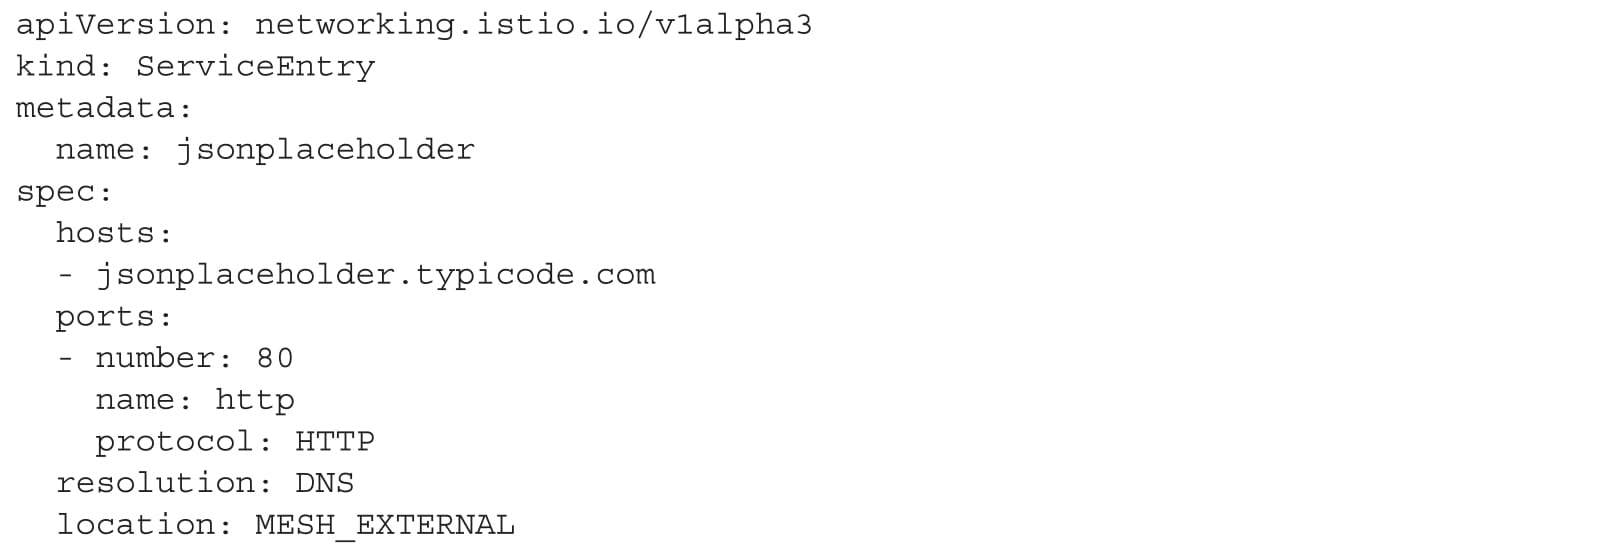 apiVersion: networking.istio.io/v1alpha3
kind: ServiceEntry
metadata:
  name: jsonplaceholder
spec:
  hosts:
  - jsonplaceholder.typicode.com
  ports:
  - number: 80
    name: http
    protocol: HTTP
  resolution: DNS
  location: MESH_EXTERNAL